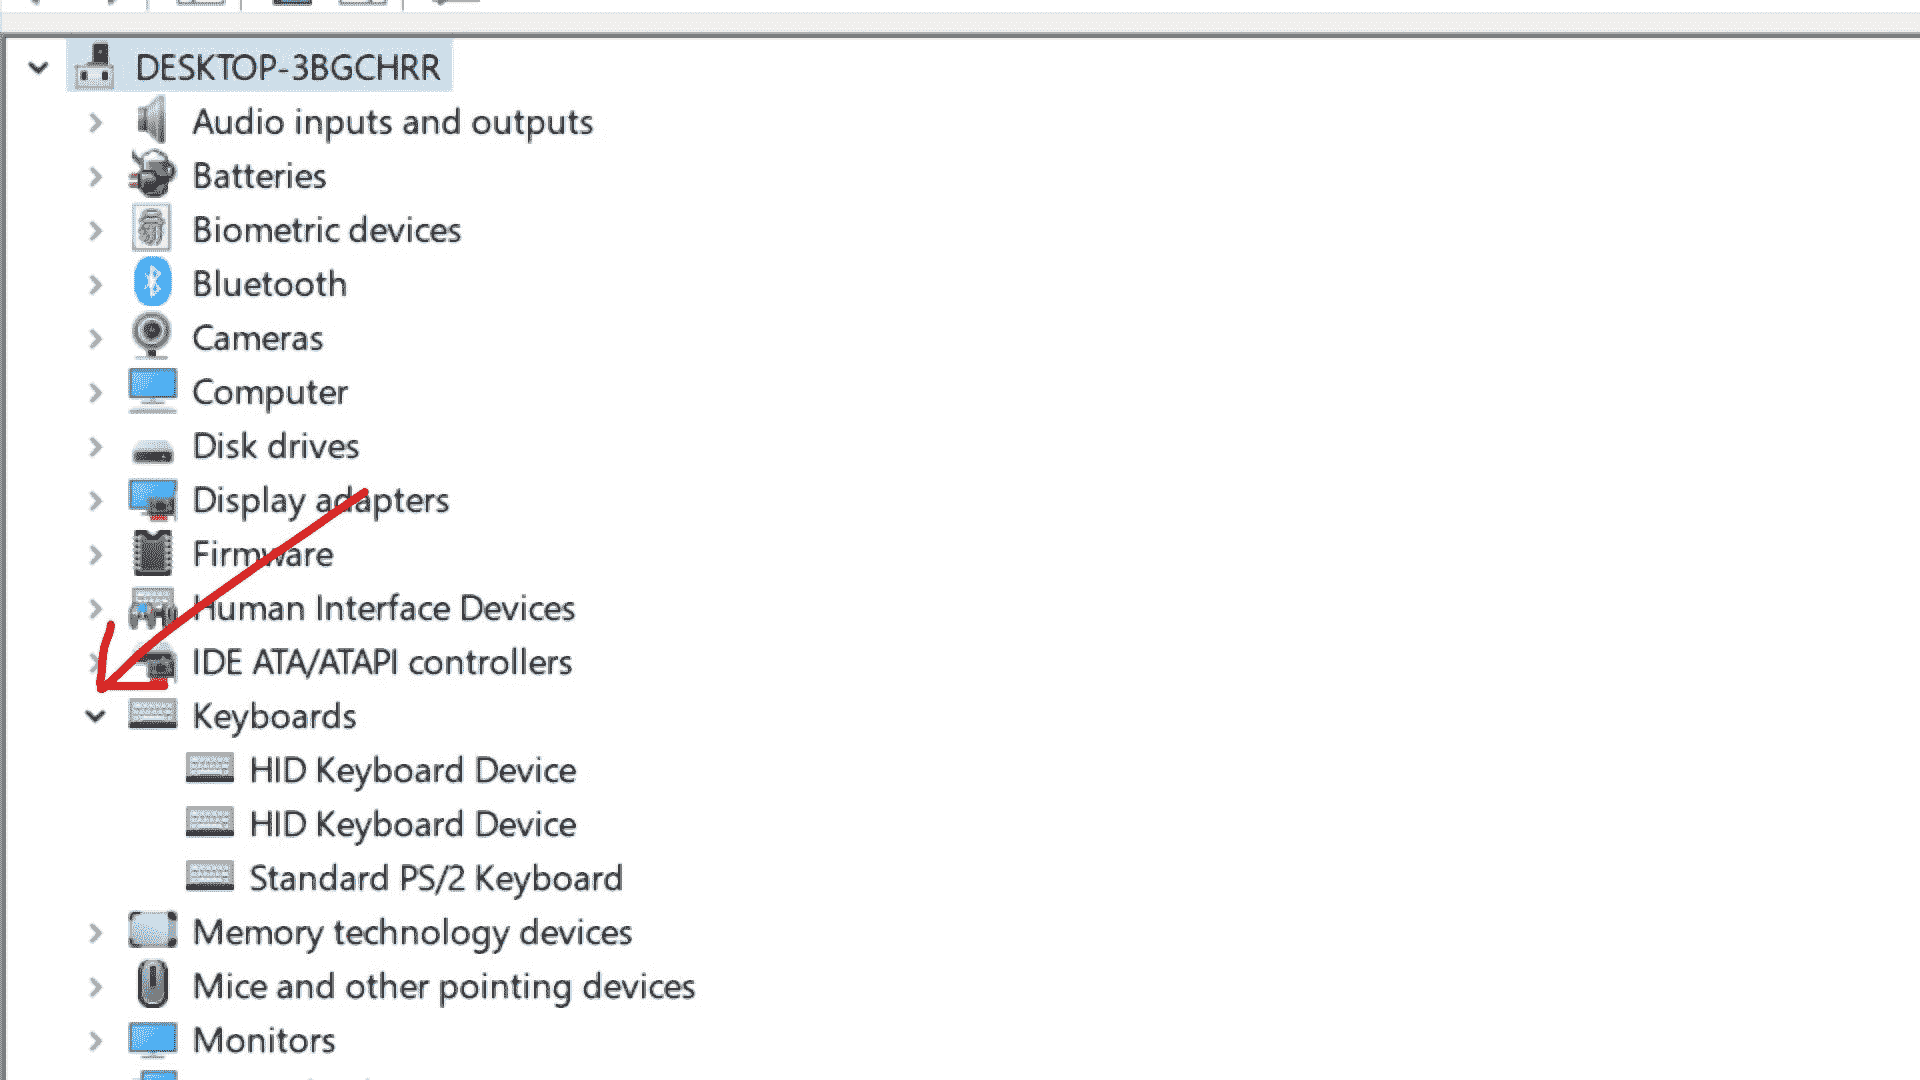 DESKTOP-3BGCHRR
Audio inputs and outputs
Batteries
Biometric devices
Bluetooth
Cameras
Computer
Disk drives
Display adapters
Firmware
Human Interface Devices
IDE ATA/ATAPI controllers
Keyboards
HID Keyboard Device
HID Keyboard Device
Standard PS/2 Keyboard
Memory technology devices
Mice and other pointing devices
Monitors